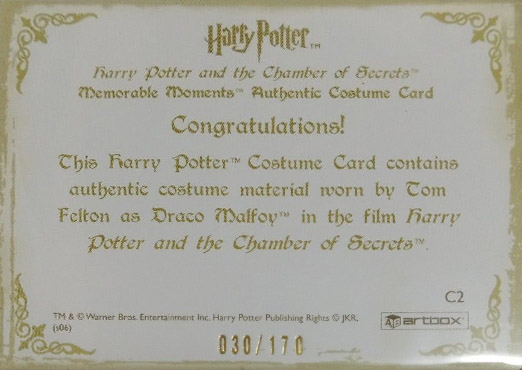 Harry Potter™
Harry Potter and the Chamber of Secrets™
Memorable Moments™ Authentic Costume Card
Congratulations!
This Harry Potter™ Costume Card contains
authentic costume material worn by Tom
Felton as Draco Malfoy™ in the film Harry
Potter and the Chamber of Secrets™.
C2
TM & © Warner Bros. Entertainment Inc. Harry Potter Publishing Rights © JKR.
(s06)
artbox
030/170